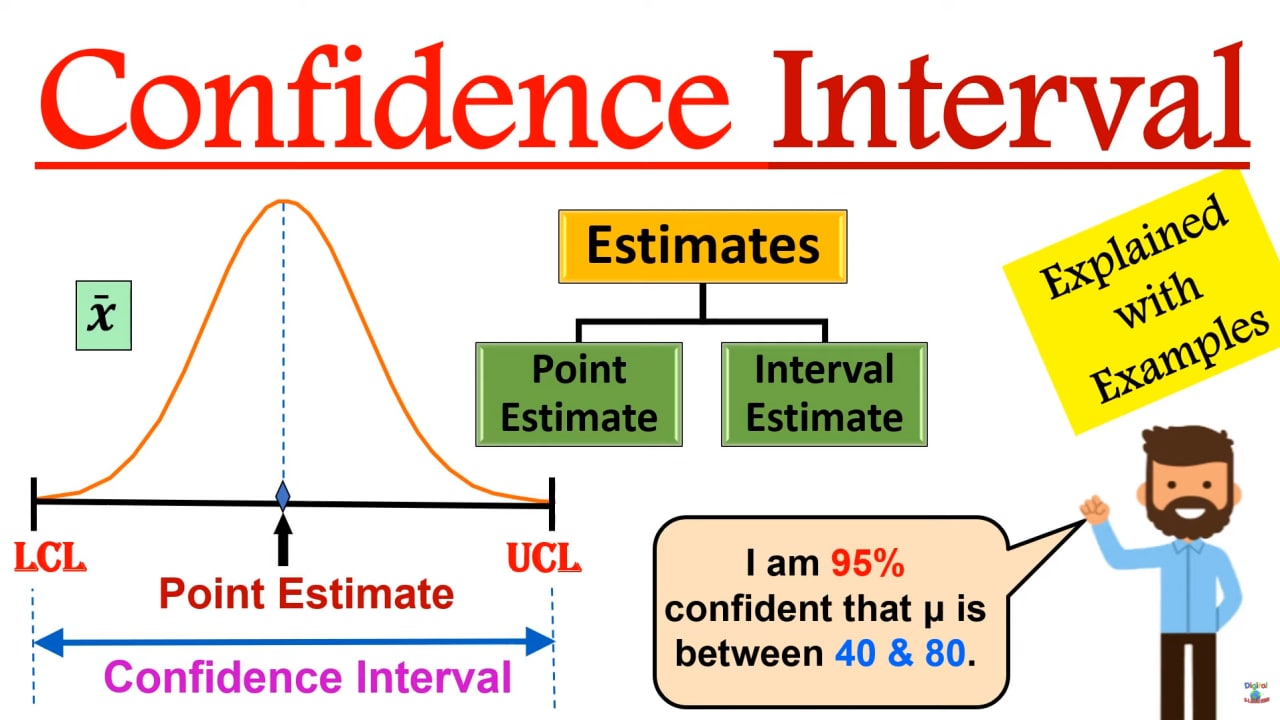 Confidence Interval
x̄
Estimates
Point
Estimate
Interval
Estimate
Explained
with
Examples
LCL
UCL
Point Estimate
Confidence Interval
I am 95%
confident that μ is
between 40 & 80.
Digital